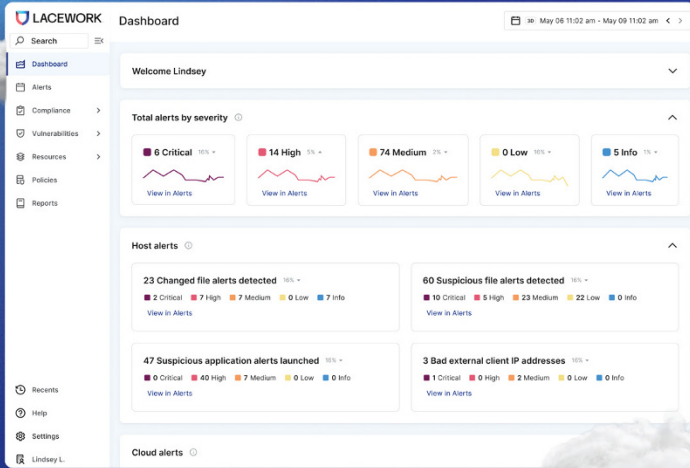 LACEWORK
Dashboard
3D May 06 11:02 am - May 09 11:02 am
Search
Dashboard
Alerts
Compliance
Vulnerabilities
Resources
Policies
Reports
Recents
Help
Settings
Lindsey L.
Welcome Lindsey
Total alerts by severity
6 Critical 16%
View in Alerts
14 High 5%
View in Alerts
74 Medium 2%
View in Alerts
0 Low 16%
View in Alerts
5 Info 1%
View in Alerts
Host alerts
23 Changed file alerts detected 16%
2 Critical 7 High 7 Medium 0 Low 7 Info
View in Alerts
60 Suspicious file alerts detected 16%
10 Critical 5 High 23 Medium 22 Low 0 Info
View in Alerts
47 Suspicious application alerts launched 16%
0 Critical 40 High 7 Medium 0 Low 0 Info
View in Alerts
3 Bad external client IP addresses 16%
1 Critical 0 High 2 Medium 0 Low 0 Info
View in Alerts
Cloud alerts